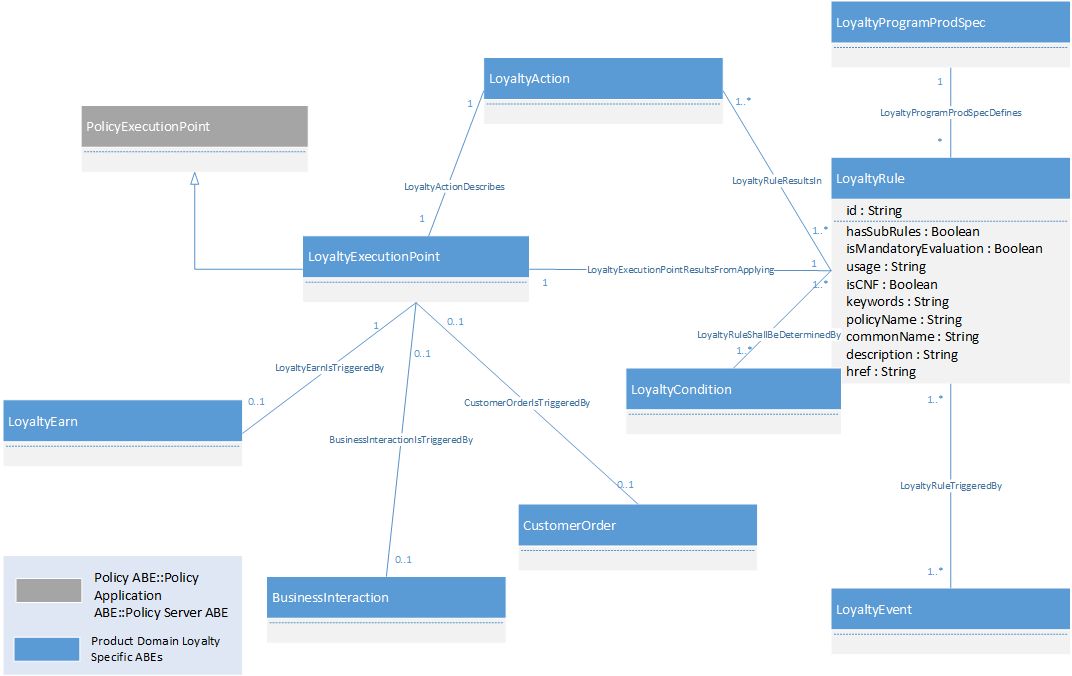 LoyaltyProgramProdSpec
LoyaltyAction
1
1..*
1
LoyaltyProgramProdSpecDefines
PolicyExecutionPoint
*
LoyaltyRule
LoyaltyActionDescribes
LoyaltyRuleResultsIn
id : String
1
1..*
hasSubRules : Boolean
isMandatoryEvaluation : Boolean
usage : String
isCNF : Boolean
keywords : String
policyName : String
commonName : String
description : String
href : String
LoyaltyExecutionPoint
LoyaltyExecutionPointResultsFromApplying
1
1
1..*
1
0..1
LoyaltyRuleShallBeDeterminedBy
0..1
1..*
LoyaltyEarnIsTriggeredBy
LoyaltyCondition
0..1
CustomerOrderIsTriggeredBy
1..*
LoyaltyEarn
BusinessInteractionIsTriggeredBy
0..1
LoyaltyRuleTriggeredBy
CustomerOrder
0..1
1..*
Policy ABE::Policy
Application
ABE::Policy Server ABE
BusinessInteraction
LoyaltyEvent
Product Domain Loyalty
Specific ABEs